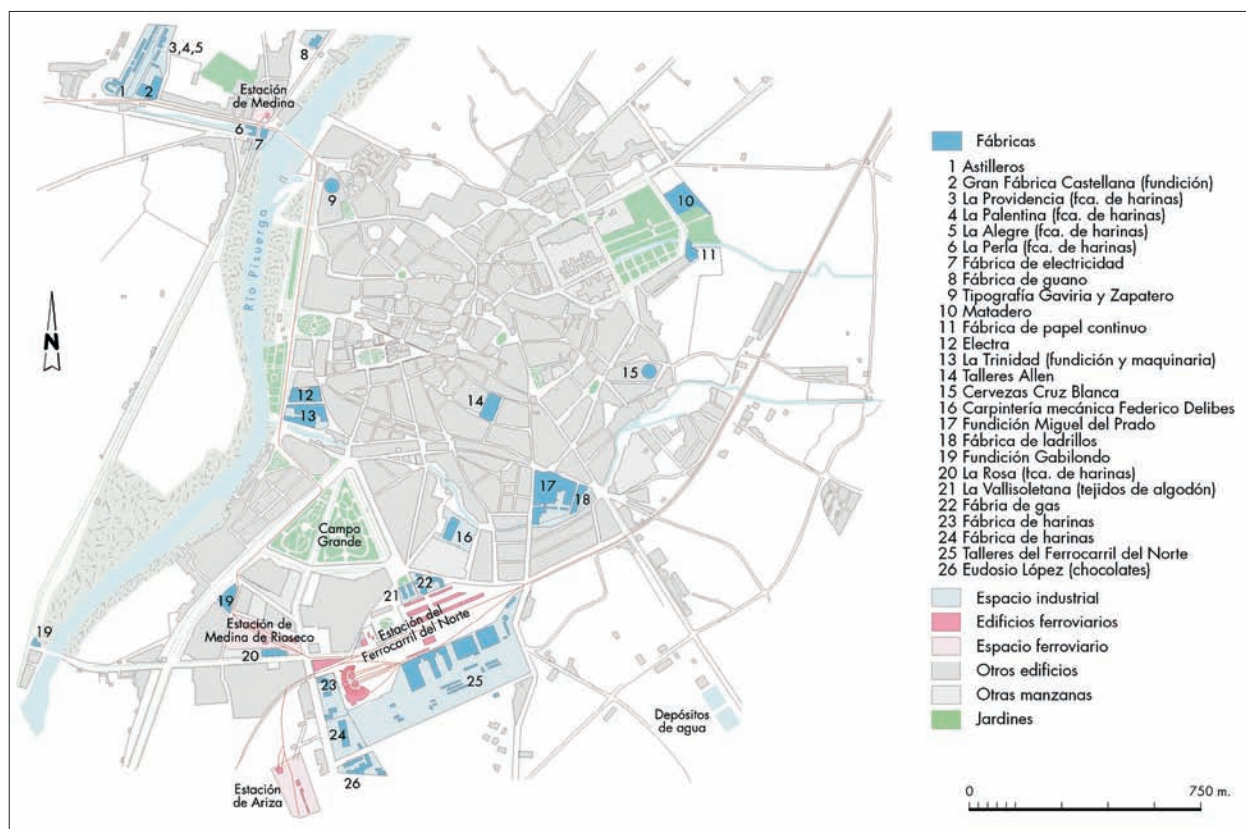 3,4,5
8
1
2
Estación
de Medina
6
7
Río Pisuerga
9
10
11
N
12
13
14
15
Campo
Grande
16
17
18
19
21
22
Estación del
Ferrocarril del Norte
Estación de
Medina de Rioseco
19
20
23
24
25
26
Estación
de Ariza
Depósitos
de agua
Fábricas
1 Astilleros
2 Gran Fábrica Castellana (fundición)
3 La Providencia (fca. de harinas)
4 La Palentina (fca. de harinas)
5 La Alegre (fca. de harinas)
6 La Perla (fca. de harinas)
7 Fábrica de electricidad
8 Fábrica de guano
9 Tipografía Gaviria y Zapatero
10 Matadero
11 Fábrica de papel continuo
12 Electra
13 La Trinidad (fundición y maquinaria)
14 Talleres Allen
15 Cervezas Cruz Blanca
16 Carpintería mecánica Federico Delibes
17 Fundición Miguel del Prado
18 Fábrica de ladrillos
19 Fundición Gabilondo
20 La Rosa (fca. de harinas)
21 La Vallisoletana (tejidos de algodón)
22 Fábria de gas
23 Fábrica de harinas
24 Fábrica de harinas
25 Talleres del Ferrocarril del Norte
26 Eudosio López (chocolates)
Espacio industrial
Edificios ferroviarios
Espacio ferroviario
Otros edificios
Otras manzanas
Jardines
0 750 m.